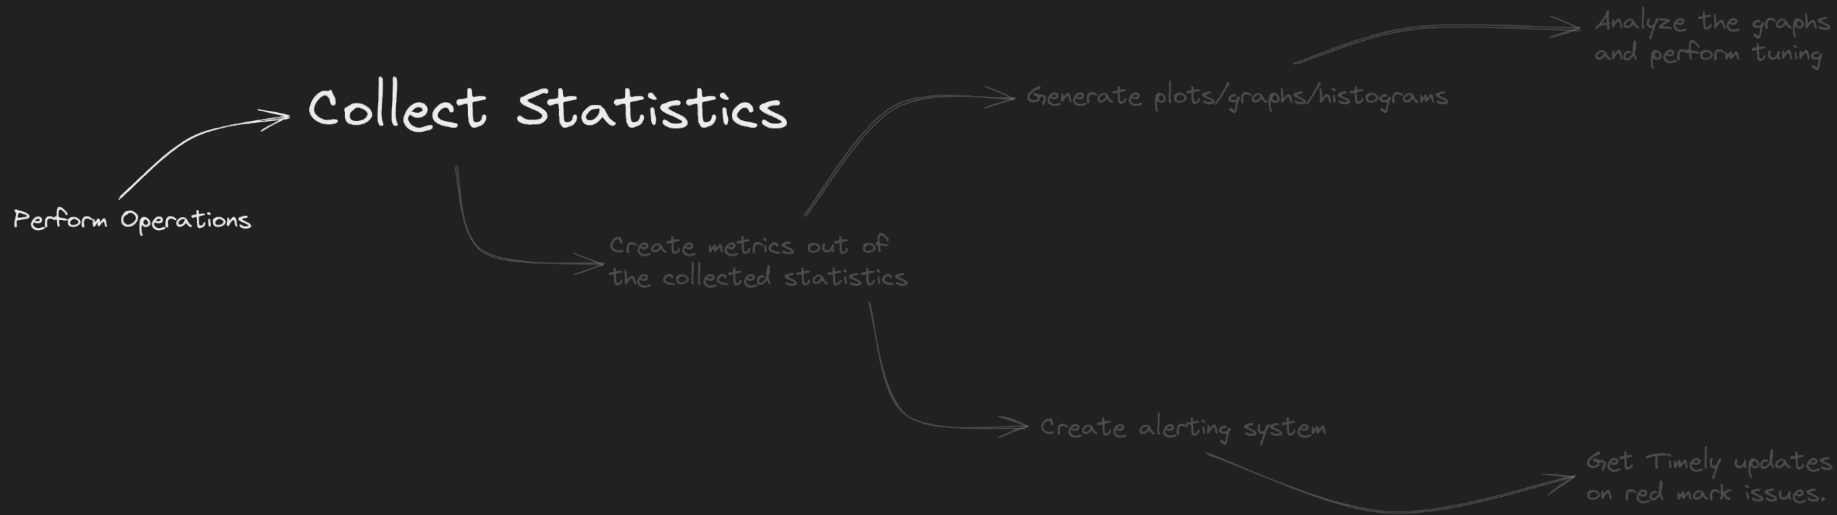 Perform Operations
Collect Statistics
Create metrics out of
the collected statistics
Generate plots/graphs/histograms
Analyze the graphs
and perform tuning
Create alerting system
Get Timely updates
on red mark issues.